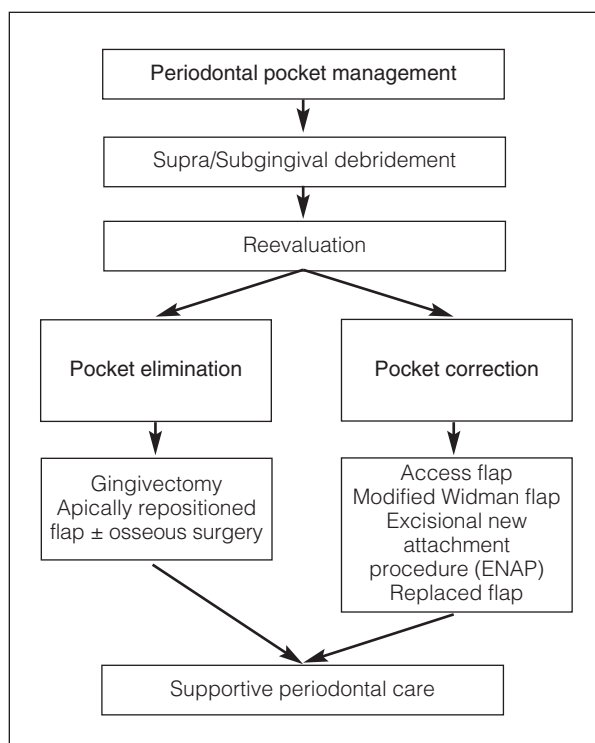 Periodontal pocket management
Supra/Subgingival debridement
Reevaluation
Pocket elimination
Pocket correction
Gingivectomy
Apically repositioned
flap ± osseous surgery
Access flap
Modified Widman flap
Excisional new
attachment
procedure (ENAP)
Replaced flap
Supportive periodontal care